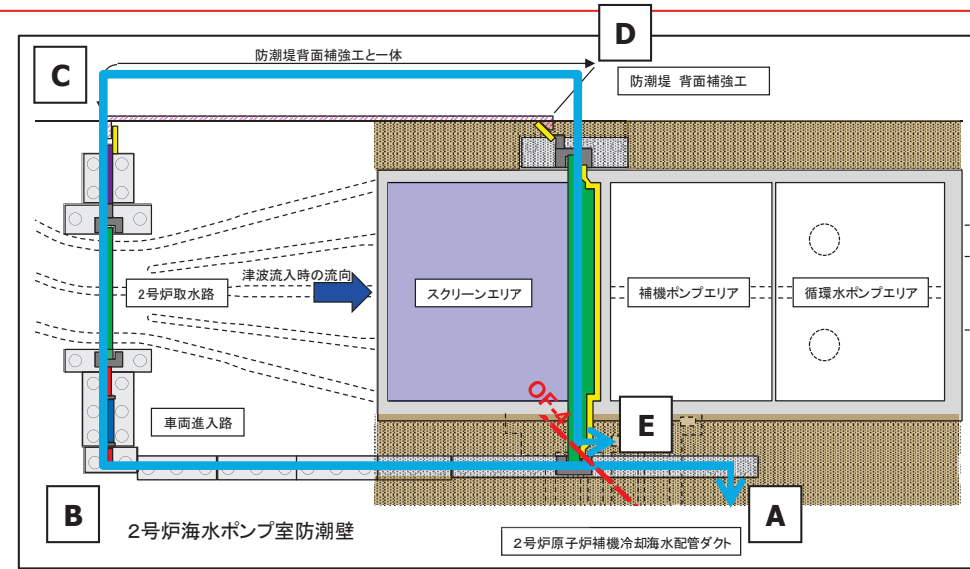 D
C
防潮堤背面補強工と一体
防潮堤 背面補強工
2号炉取水路
津波流入時の流向
スクリーンエリア
補機ポンプエリア
循環水ポンプエリア
OF-4
車両進入路
E
B
2号炉海水ポンプ室防潮壁
A
2号炉原子炉補機冷却海水配管ダクト